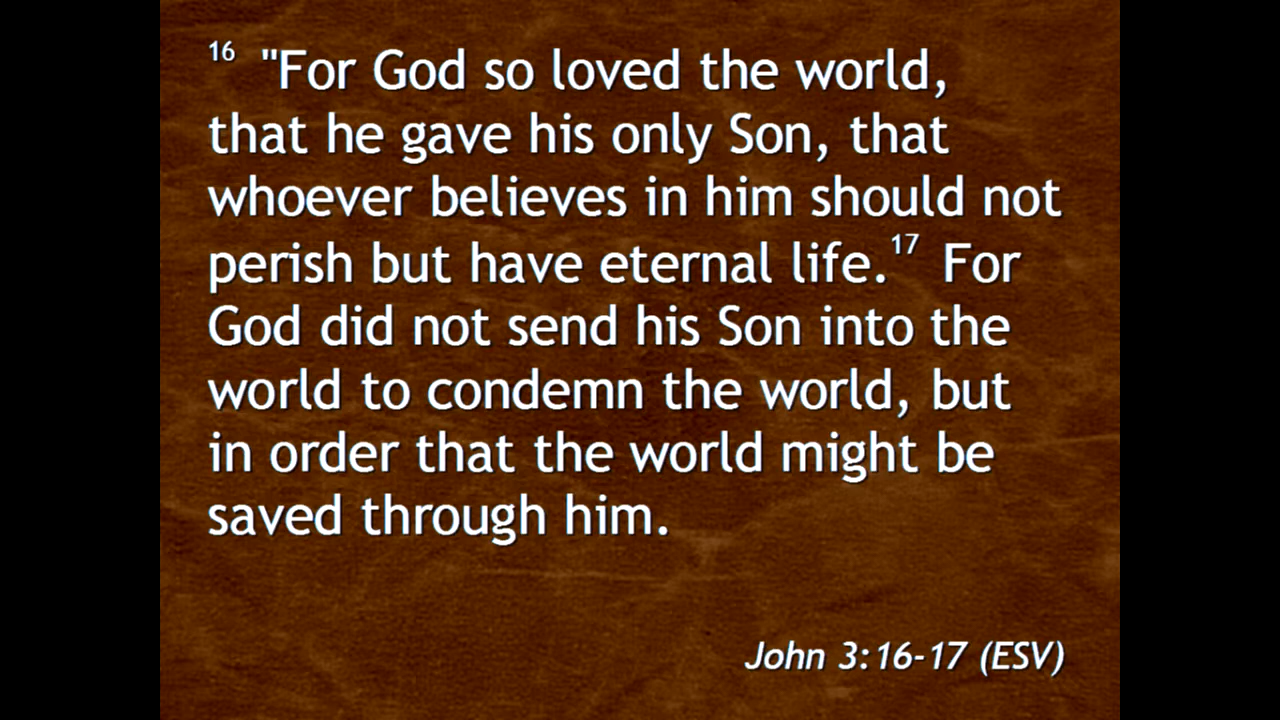 16 "For God so loved the world,
that he gave his only Son, that
whoever believes in him should not
perish but have eternal life.17 For
God did not send his Son into the
world to condemn the world, but
in order that the world might be
saved through him.
John 3:16-17 (ESV)